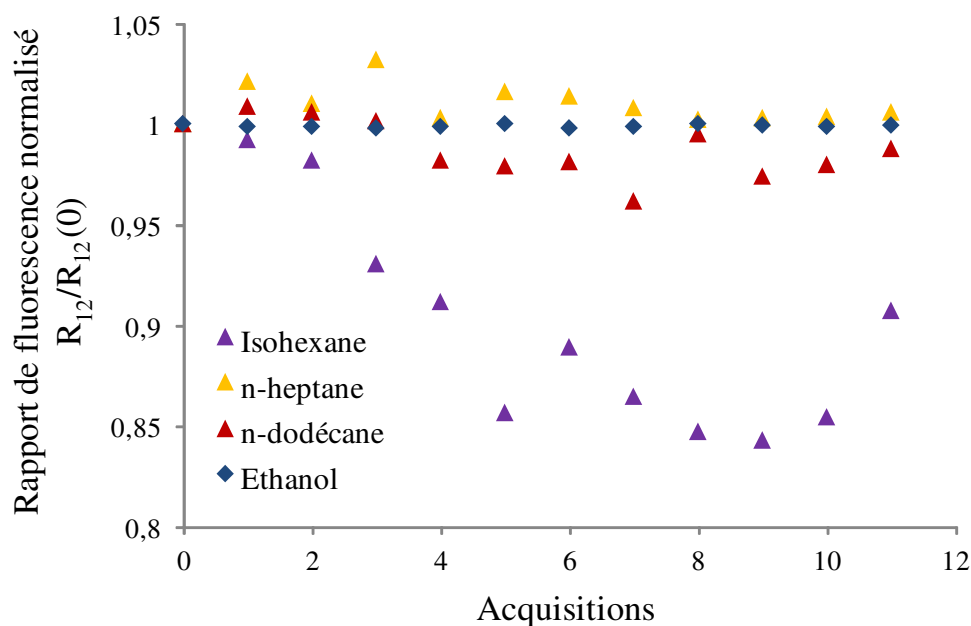 Rapport de fluorescence normalisé
R₁₂/R₁₂(0)
1,05
1
0,95
0,9
0,85
0,8
Isohexane
n-heptane
n-dodécane
Ethanol
0 2 4 6 8 10 12
Acquisitions